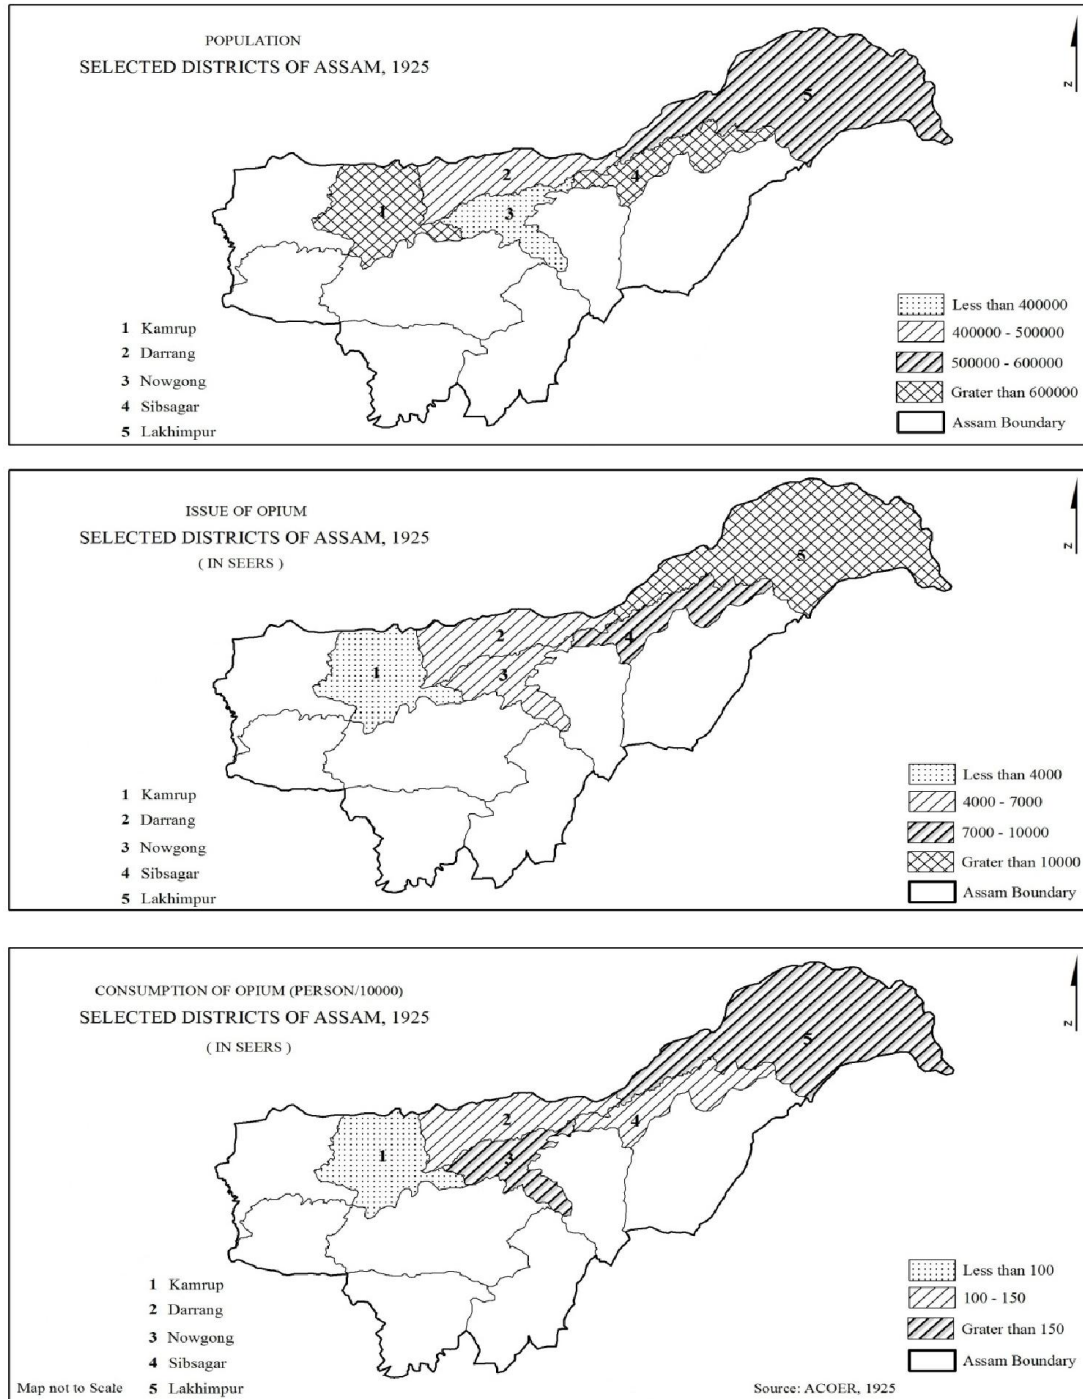 POPULATION
SELECTED DISTRICTS OF ASSAM, 1925
N
5
2
4
1
3
Less than 400000
400000 - 500000
500000 - 600000
Grater than 600000
Assam Boundary
1 Kamrup
2 Darrang
3 Nowgong
4 Sibsagar
5 Lakhimpur
ISSUE OF OPIUM
SELECTED DISTRICTS OF ASSAM, 1925
( IN SEERS )
N
5
2
4
1
3
Less than 4000
4000 - 7000
7000 - 10000
Grater than 10000
Assam Boundary
1 Kamrup
2 Darrang
3 Nowgong
4 Sibsagar
5 Lakhimpur
CONSUMPTION OF OPIUM (PERSON/10000)
SELECTED DISTRICTS OF ASSAM, 1925
( IN SEERS )
N
5
2
4
1
3
Less than 100
100 - 150
Grater than 150
Assam Boundary
1 Kamrup
2 Darrang
3 Nowgong
4 Sibsagar
5 Lakhimpur
Map not to Scale
Source: ACOER, 1925